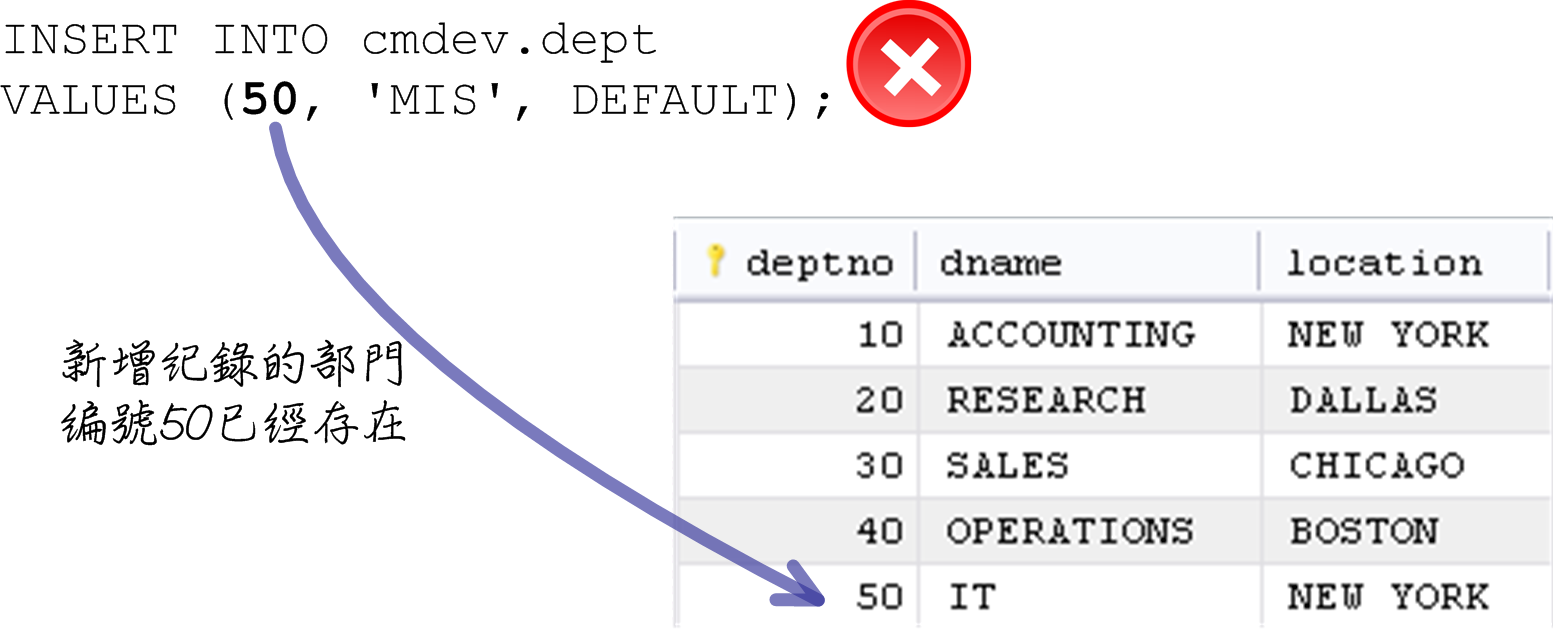 INSERT INTO cmdev.dept
VALUES (50, 'MIS', DEFAULT);
新增紀錄的部門
編號50已經存在
deptno dname location
10 ACCOUNTING NEW YORK
20 RESEARCH DALLAS
30 SALES CHICAGO
40 OPERATIONS BOSTON
50 IT NEW YORK